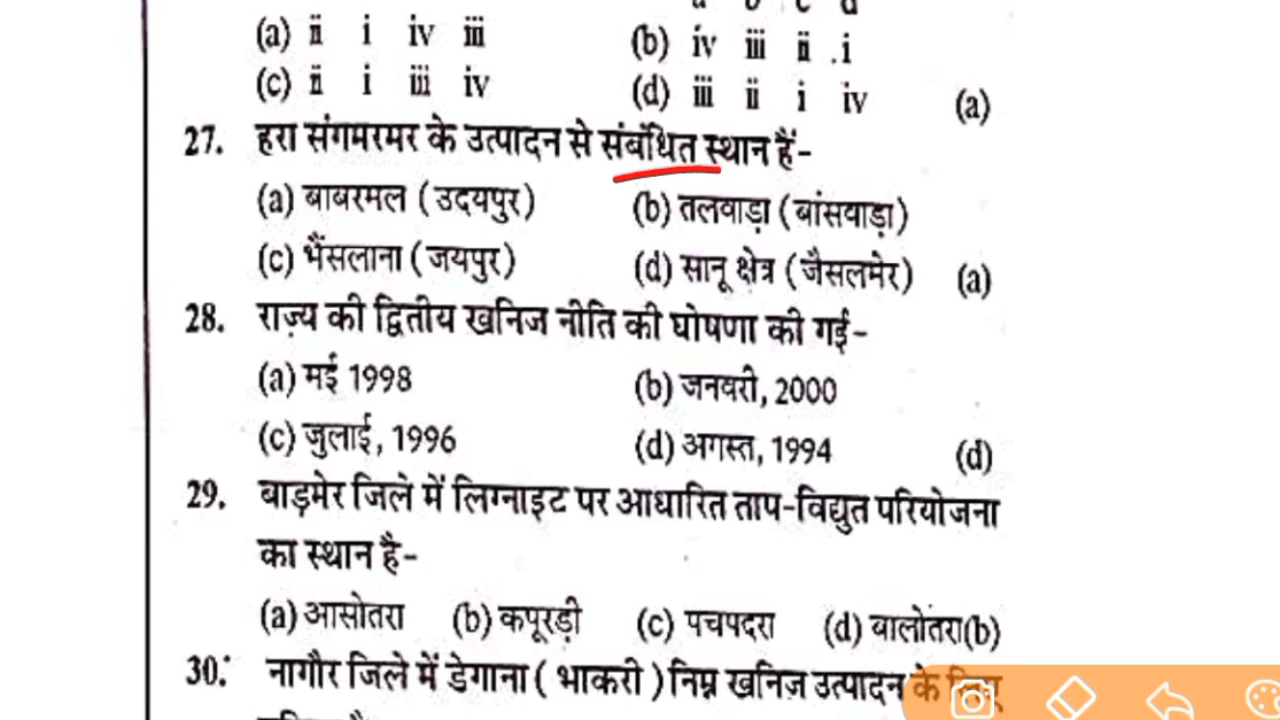 a b c d
(a) ii i iv iii (b) iv iii ii i
(c) ii i iii iv (d) iii ii i iv (a)
27. हरा संगमरमर के उत्पादन से संबंधित स्थान हैं-
(a) बाबरमल (उदयपुर) (b) तलवाड़ा (बांसवाड़ा)
(c) भैंसलाना (जयपुर) (d) सानू क्षेत्र (जैसलमेर) (a)
28. राज्य की द्वितीय खनिज नीति की घोषणा की गई-
(a) मई 1998 (b) जनवरी, 2000
(c) जुलाई, 1996 (d) अगस्त, 1994 (d)
29. बाड़मेर जिले में लिग्नाइट पर आधारित ताप-विद्युत परियोजना
का स्थान है-
(a) आसोतरा (b) कपूरड़ी (c) पचपदरा (d) बालोतरा(b)
30. नागौर जिले में डेगाना ( भाकरी ) निम्न खनिज उत्पादन के लिए